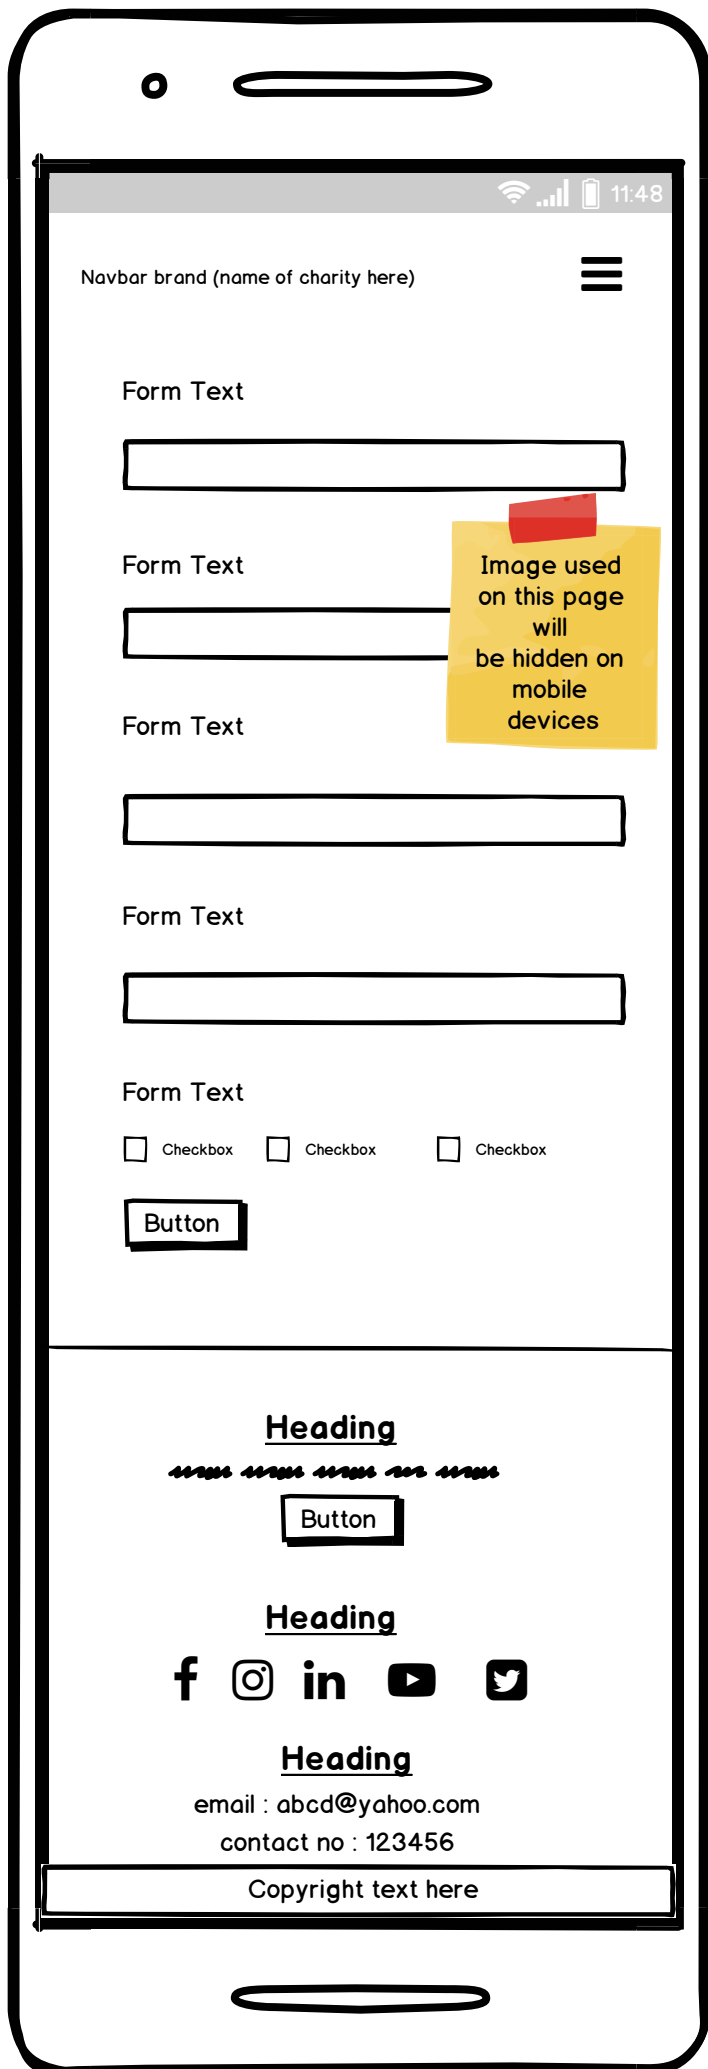 11:48
Navbar brand (name of charity here)
Form Text
Form Text
Image used
on this page
will
be hidden on
mobile
devices
Form Text
Form Text
Form Text
Checkbox Checkbox Checkbox
Button
Heading
Button
Heading
Heading
email : abcd@yahoo.com
contact no : 123456
Copyright text here